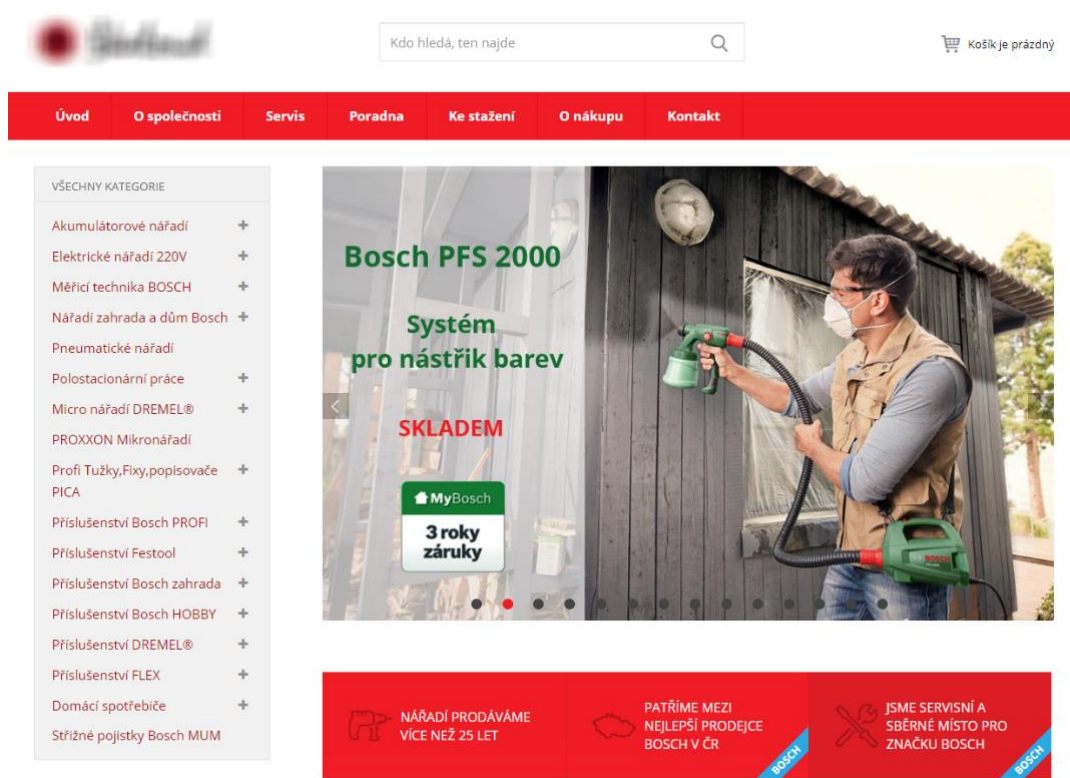 Kdo hledá, ten najde
Košík je prázdný
Úvod
O společnosti
Servis
Poradna
Ke stažení
O nákupu
Kontakt
VŠECHNY KATEGORIE
Akumulátorové nářadí
Elektrické nářadí 220V
Měřicí technika BOSCH
Nářadí zahrada a dům Bosch
Pneumatické nářadí
Polostacionární práce
Micro nářadí DREMEL®
PROXXON Mikronářadí
Profi Tužky,Fixy,popisovače
PICA
Příslušenství Bosch PROFI
Příslušenství Festool
Příslušenství Bosch zahrada
Příslušenství Bosch HOBBY
Příslušenství DREMEL®
Příslušenství FLEX
Domácí spotřebiče
Střižné pojistky Bosch MUM
Bosch PFS 2000
Systém
pro nástřik barev
SKLADEM
MyBosch
3 roky
záruky
BOSCH
NÁŘADÍ PRODÁVÁME
VÍCE NEŽ 25 LET
PATŘÍME MEZI
NEJLEPŠÍ PRODEJCE
BOSCH V ČR
BOSCH
JSME SERVISNÍ A
SBĚRNÉ MÍSTO PRO
ZNAČKU BOSCH
BOSCH